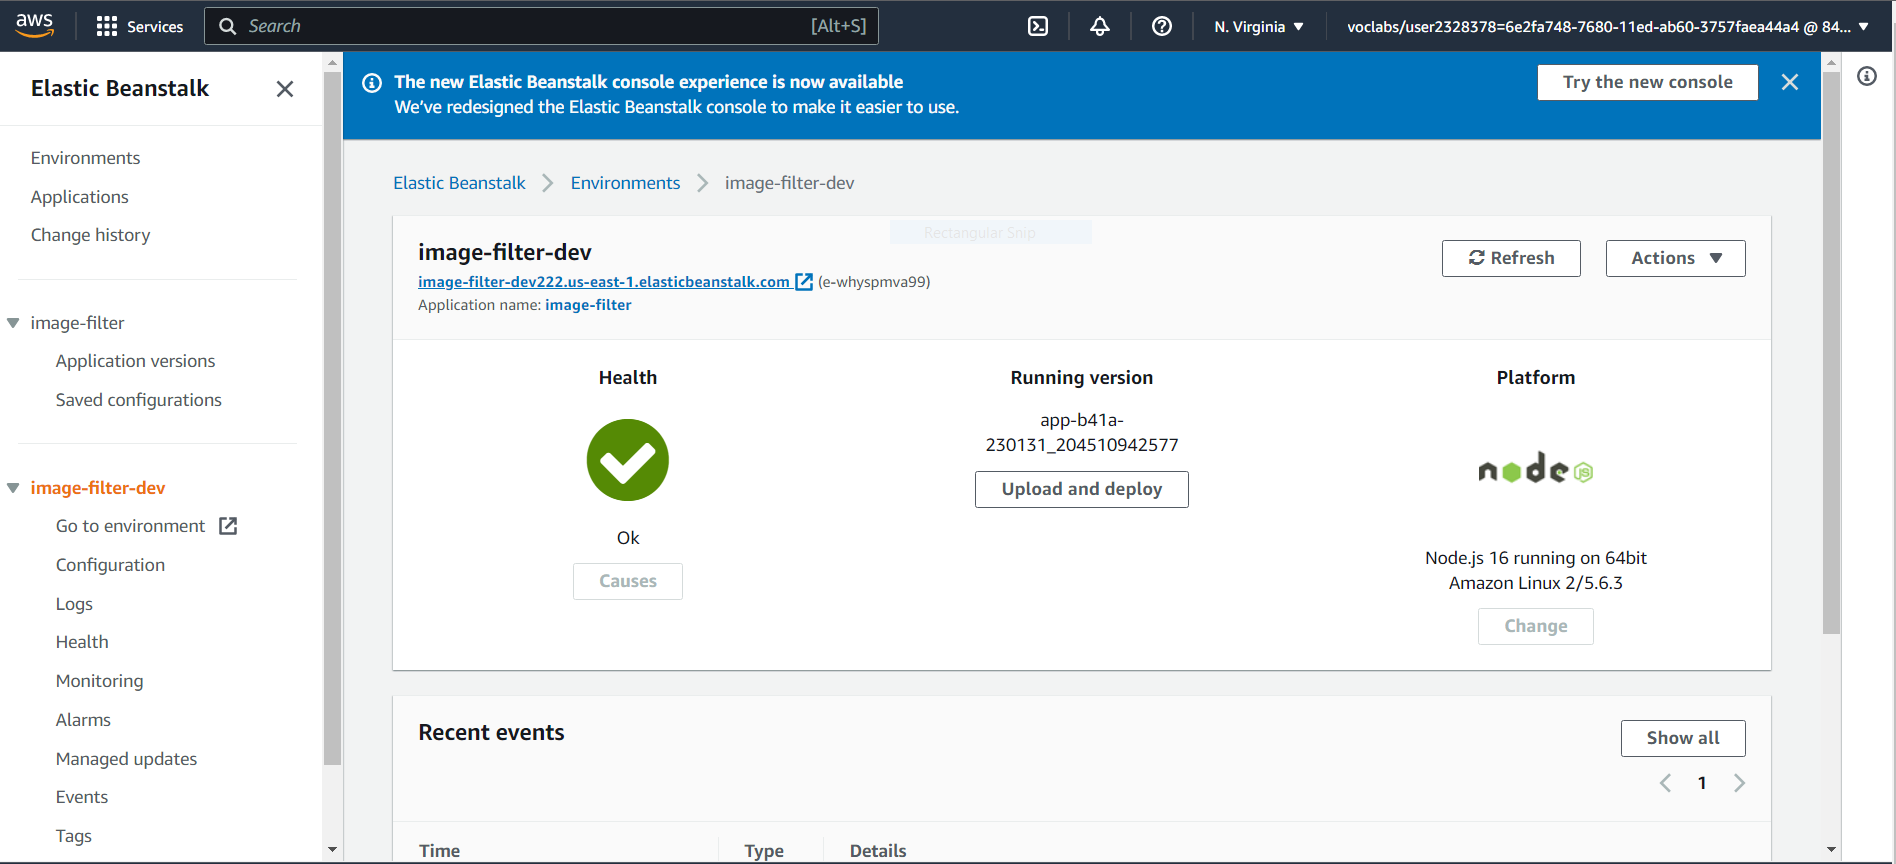 aws
Services
Search
[Alt+S]
N. Virginia
voclabs/user2328378=6e2fa748-7680-11ed-ab60-3757faea44a4 @ 84...
Elastic Beanstalk
Environments
Applications
Change history
image-filter
Application versions
Saved configurations
image-filter-dev
Go to environment
Configuration
Logs
Health
Monitoring
Alarms
Managed updates
Events
Tags
The new Elastic Beanstalk console experience is now available
We've redesigned the Elastic Beanstalk console to make it easier to use.
Try the new console
Elastic Beanstalk
Environments
image-filter-dev
Rectangular Snip
image-filter-dev
image-filter-dev222.us-east-1.elasticbeanstalk.com (e-whyspmva99)
Application name: image-filter
Refresh
Actions
Health
Ok
Causes
Running version
app-b41a-
230131_204510942577
Upload and deploy
Platform
node JS
Node.js 16 running on 64bit
Amazon Linux 2/5.6.3
Change
Recent events
Show all
1
Time
Type
Details